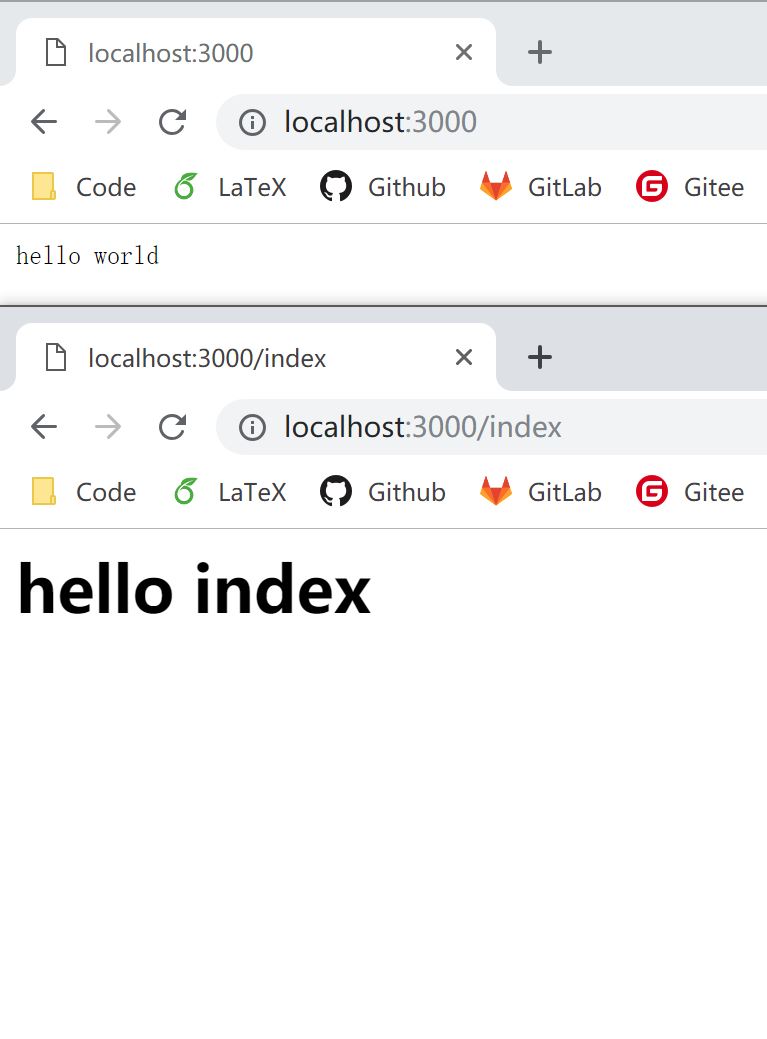 localhost:3000
localhost:3000
Code LaTeX Github GitLab Gitee
hello world
localhost:3000/index
localhost:3000/index
Code LaTeX Github GitLab Gitee
hello index